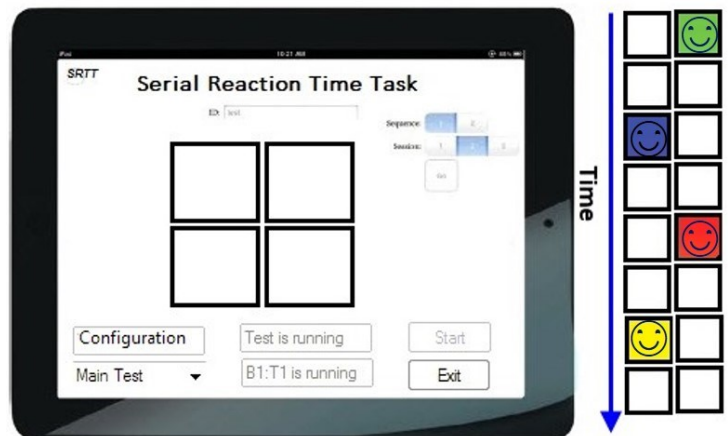 iPad 10:21 AM
SRTT
Serial Reaction Time Task
ID: test
Sequence: 1 2
Session: 1 2 3
Go
Time
Configuration
Test is running
Start
Main Test
B1:T1 is running
Exit